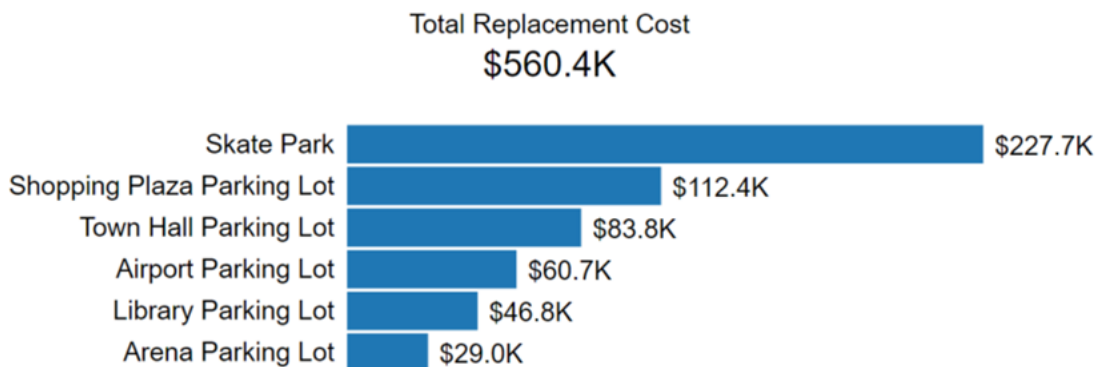 Total Replacement Cost
$560.4K
Skate Park $227.7K
Shopping Plaza Parking Lot $112.4K
Town Hall Parking Lot $83.8K
Airport Parking Lot $60.7K
Library Parking Lot $46.8K
Arena Parking Lot $29.0K